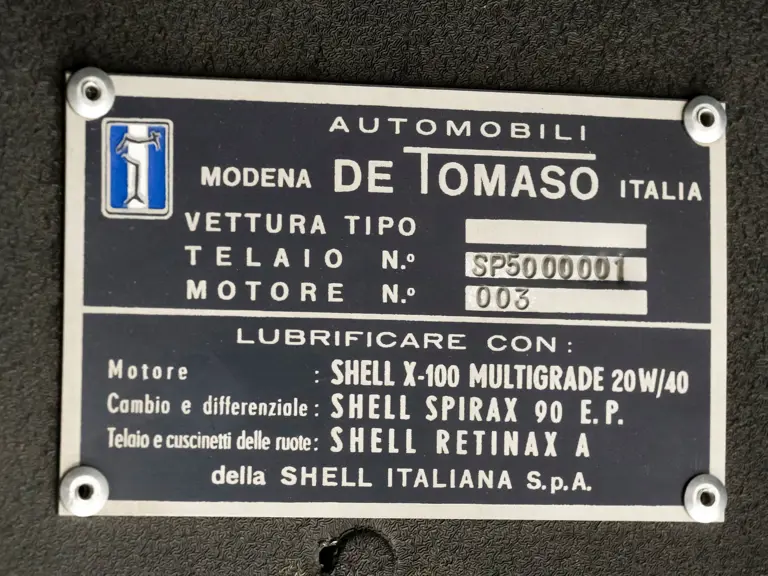 AUTOMOBILI
MODENA DE TOMASO ITALIA
VETTURA TIPO
TELAIO N.º SP5000001
MOTORE N.º 003
LUBRIFICARE CON :
Motore : SHELL X-100 MULTIGRADE 20W/40
Cambio e differenziale : SHELL SPIRAX 90 E.P.
Telaio e cuscinetti delle ruote: SHELL RETINAX A
della SHELL ITALIANA S.p.A.